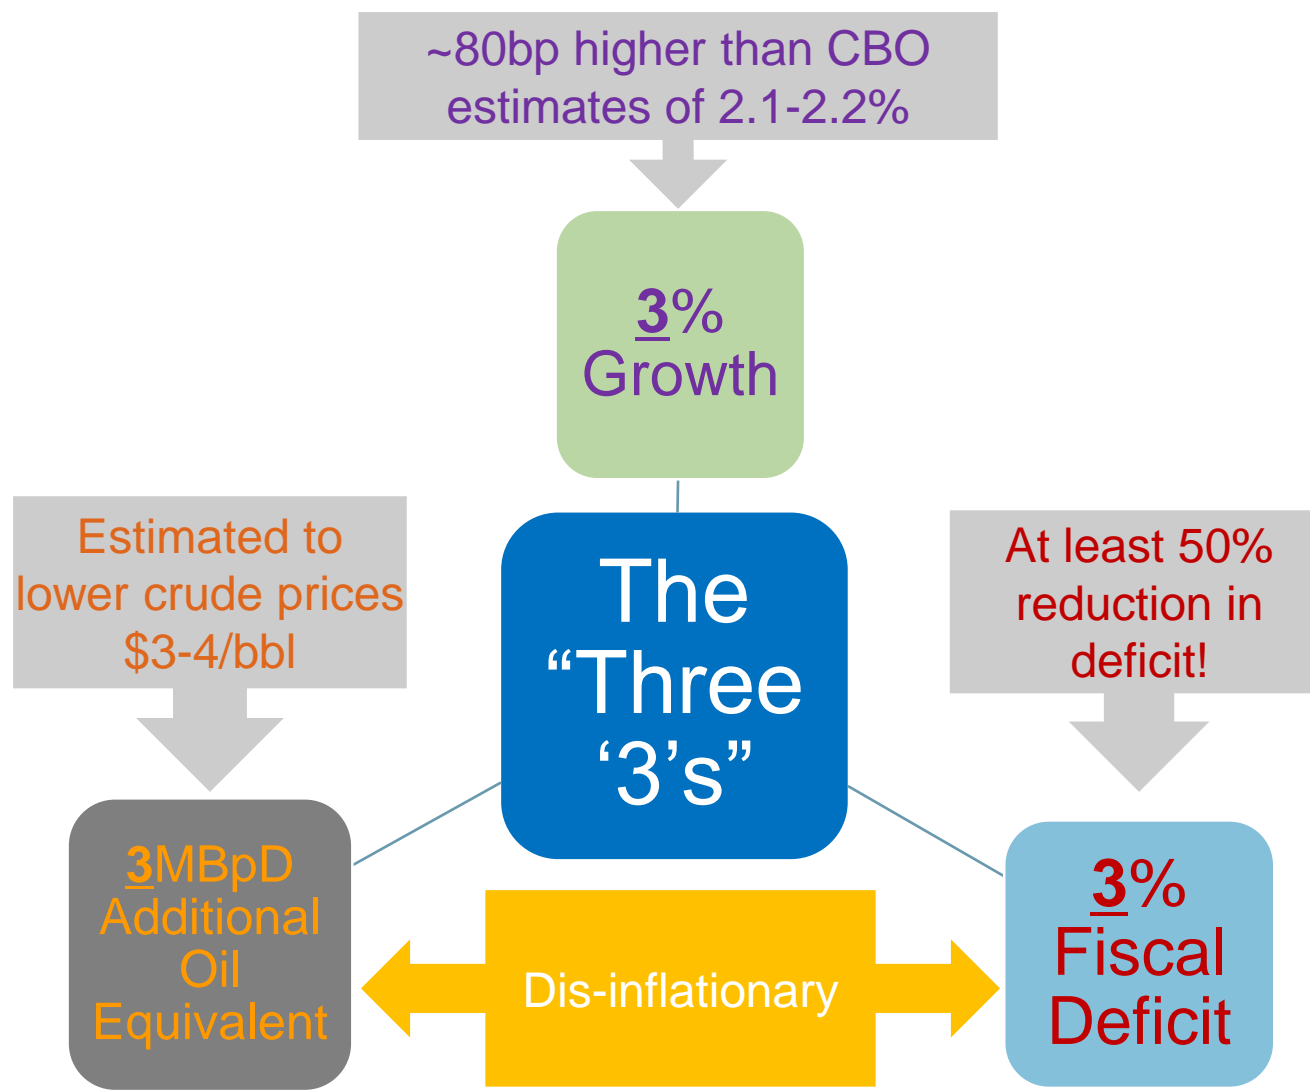 ~80bp higher than CBO
estimates of 2.1-2.2%
3%
Growth
Estimated to
lower crude prices
$3-4/bbl
The
“Three
‘3’s”
At least 50%
reduction in
deficit!
3MBpD
Additional
Oil
Equivalent
Dis-inflationary
3%
Fiscal
Deficit